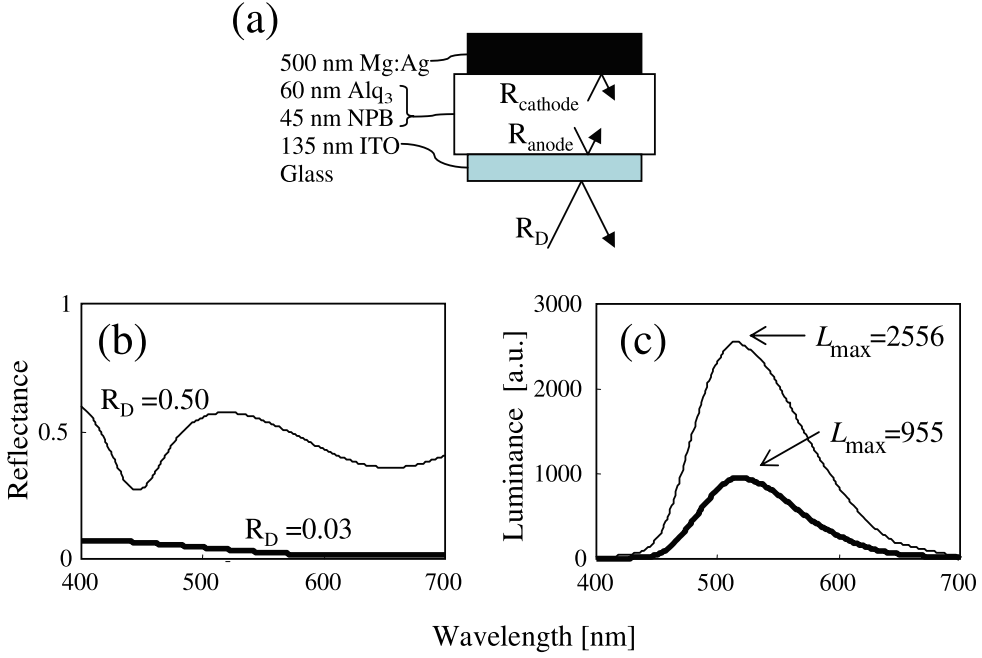 (a)
500 nm Mg:Ag
60 nm Alq3
45 nm NPB
135 nm ITO
Glass
Rcathode
Ranode
RD
(b)
Reflectance
1
0.5
0
RD =0.50
RD =0.03
400 500 600 700
(c)
Luminance [a.u.]
3000
2000
1000
0
Lmax=2556
Lmax=955
400 500 600 700
Wavelength [nm]